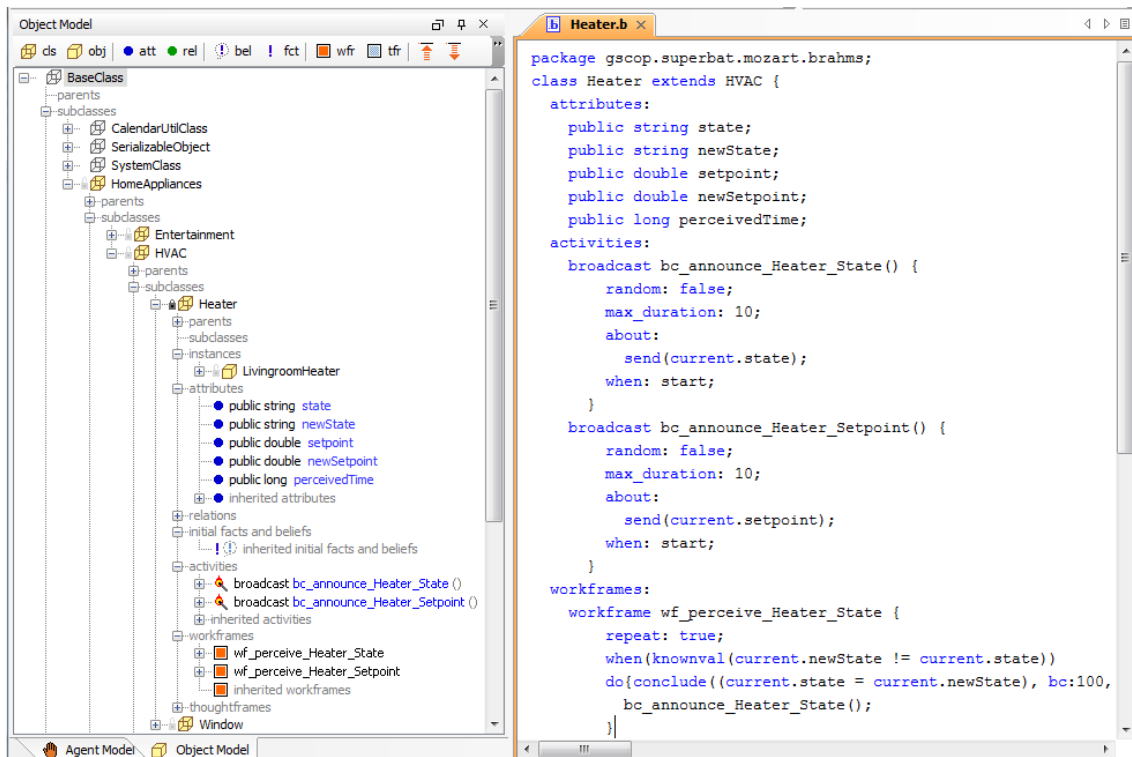 Object Model
cls obj att rel bel fct wfr tfr
BaseClass
parents
subclasses
CalendarUtilClass
SerializableObject
SystemClass
HomeAppliances
parents
subclasses
Entertainment
HVAC
parents
subclasses
Heater
parents
subclasses
instances
LivingroomHeater
attributes
public string state
public string newState
public double setpoint
public double newSetpoint
public long perceivedTime
inherited attributes
relations
initial facts and beliefs
inherited initial facts and beliefs
activities
broadcast bc_announce_Heater_State ()
broadcast bc_announce_Heater_Setpoint ()
inherited activities
workframes
wf_perceive_Heater_State
wf_perceive_Heater_Setpoint
inherited workframes
thoughtframes
Window
Agent Model Object Model
Heater.b
package gscop.superbat.mozart.brahms;
class Heater extends HVAC {
attributes:
public string state;
public string newState;
public double setpoint;
public double newSetpoint;
public long perceivedTime;
activities:
broadcast bc_announce_Heater_State() {
random: false;
max_duration: 10;
about:
send(current.state);
when: start;
}
broadcast bc_announce_Heater_Setpoint() {
random: false;
max_duration: 10;
about:
send(current.setpoint);
when: start;
}
workframes:
workframe wf_perceive_Heater_State {
repeat: true;
when(knownval(current.newState != current.state))
do{conclude((current.state = current.newState), bc:100,
bc_announce_Heater_State();
}